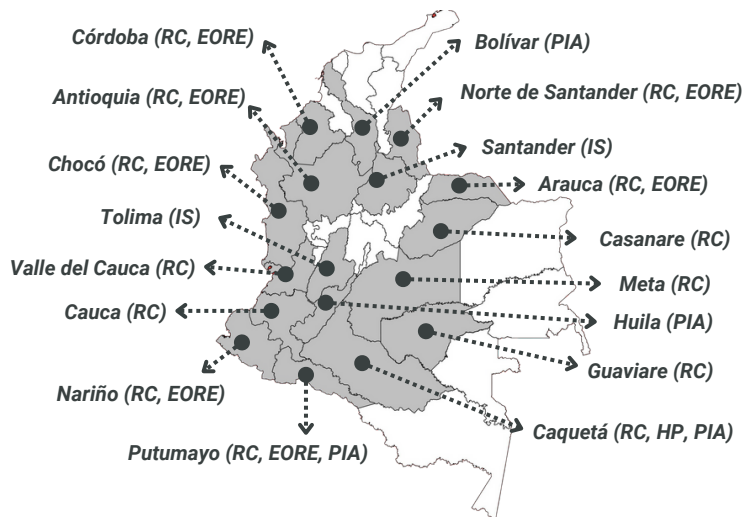 Córdoba (RC, EORE)
Bolívar (PIA)
Antioquia (RC, EORE)
Norte de Santander (RC, EORE)
Santander (IS)
Chocó (RC, EORE)
Arauca (RC, EORE)
Tolima (IS)
Casanare (RC)
Valle del Cauca (RC)
Meta (RC)
Cauca (RC)
Huila (PIA)
Guaviare (RC)
Nariño (RC, EORE)
Caquetá (RC, HP, PIA)
Putumayo (RC, EORE, PIA)